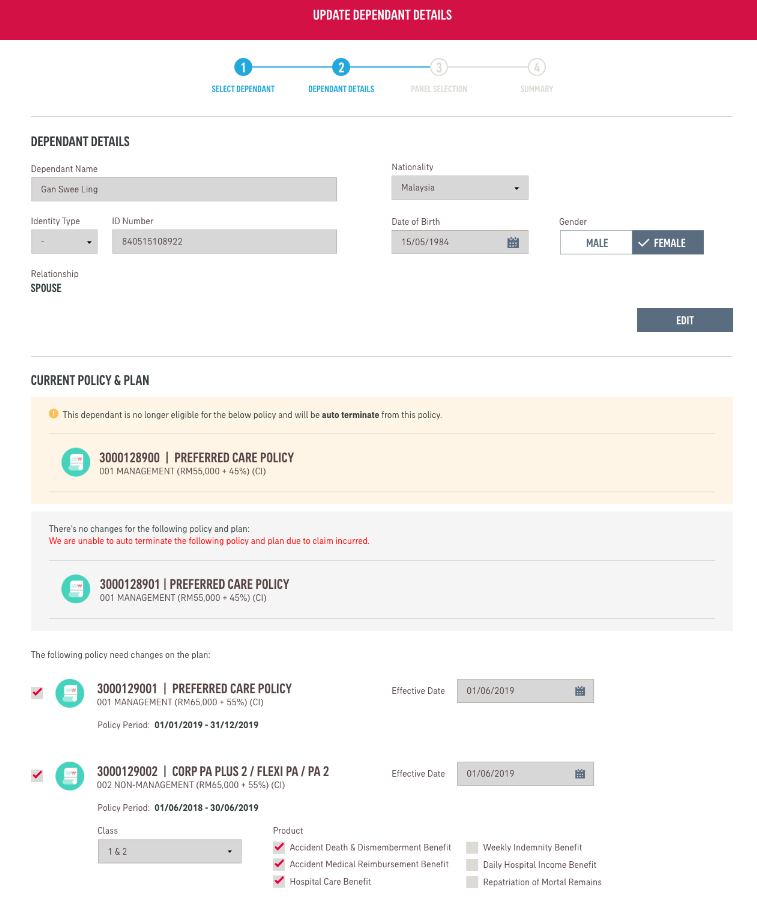 UPDATE DEPENDANT DETAILS
1 2 3 4
SELECT DEPENDANT DEPENDANT DETAILS PANEL SELECTION SUMMARY
DEPENDANT DETAILS
Dependant Name Nationality
Gan Swee Ling Malaysia
Identity Type ID Number Date of Birth Gender
- 840515108922 15/05/1984 MALE FEMALE
Relationship
SPOUSE
EDIT
CURRENT POLICY & PLAN
This dependant is no longer eligible for the below policy and will be auto terminate from this policy.
3000128900 | PREFERRED CARE POLICY
001 MANAGEMENT (RM55,000 + 45%) (CI)
There's no changes for the following policy and plan:
We are unable to auto terminate the following policy and plan due to claim incurred.
3000128901 | PREFERRED CARE POLICY
001 MANAGEMENT (RM55,000 + 45%) (CI)
The following policy need changes on the plan:
3000129001 | PREFERRED CARE POLICY Effective Date 01/06/2019
001 MANAGEMENT (RM65,000 + 55%) (CI)
Policy Period: 01/01/2019 - 31/12/2019
3000129002 | CORP PA PLUS 2 / FLEXI PA / PA 2 Effective Date 01/06/2019
002 NON-MANAGEMENT (RM65,000 + 55%) (CI)
Policy Period: 01/06/2018 - 30/06/2019
Class Product
1 & 2 Accident Death & Dismemberment Benefit Weekly Indemnity Benefit
Accident Medical Reimbursement Benefit Daily Hospital Income Benefit
Hospital Care Benefit Repatriation of Mortal Remains